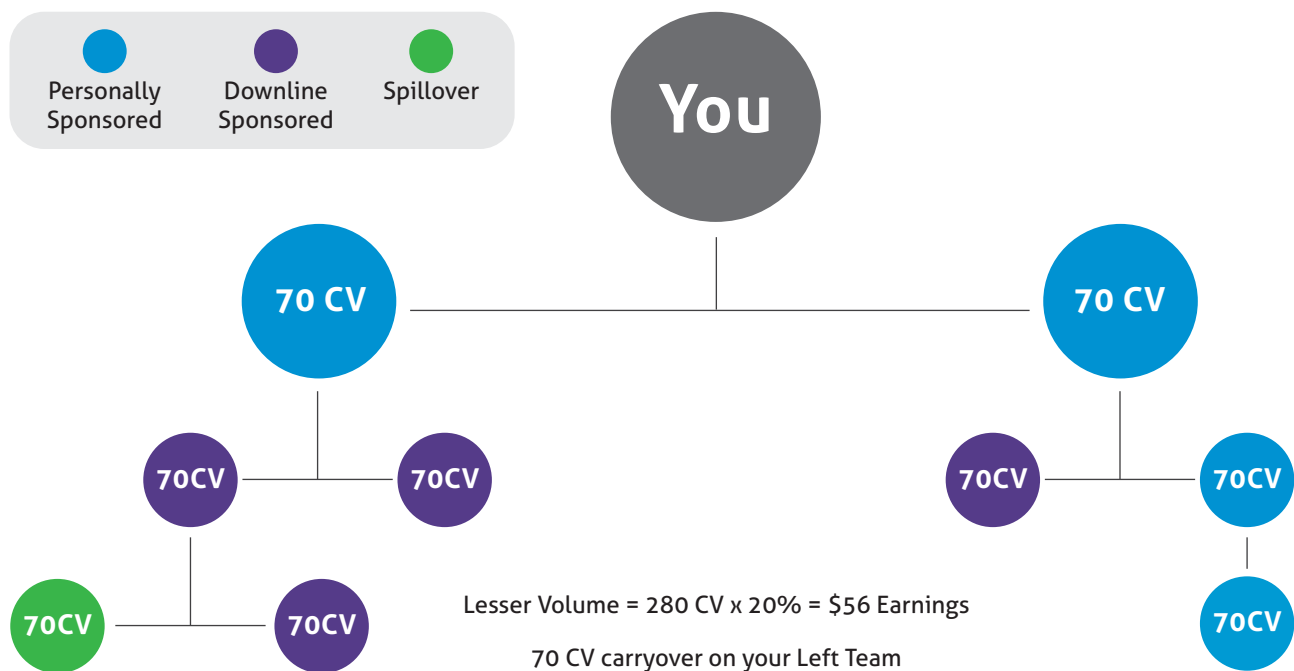 Personally
Sponsored
Downline
Sponsored
Spillover
You
70 CV
70 CV
70CV
70CV
70CV
70CV
70CV
70CV
70CV
Lesser Volume = 280 CV x 20% = $56 Earnings
70 CV carryover on your Left Team